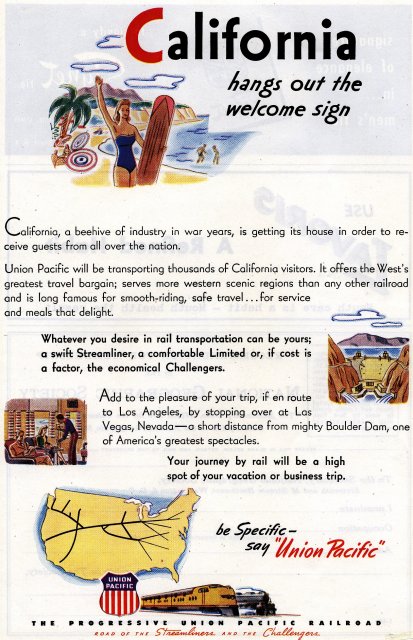 California
hangs out the
welcome sign
California, a beehive of industry in war years, is getting its house in order to re-
ceive guests from all over the nation.
Union Pacific will be transporting thousands of California visitors. It offers the West's
greatest travel bargain; serves more western scenic regions than any other railroad
and is long famous for smooth-riding, safe travel...for service
and meals that delight.
Whatever you desire in rail transportation can be yours;
a swift Streamliner, a comfortable Limited or, if cost is
a factor, the economical Challengers.
Add to the pleasure of your trip, if en route
to Los Angeles, by stopping over at Las
Vegas, Nevada—a short distance from mighty Boulder Dam, one
of America's greatest spectacles.
Your journey by rail will be a high
spot of your vacation or business trip.
be Specific—
say "Union Pacific"
UNION
PACIFIC
THE PROGRESSIVE UNION PACIFIC RAILROAD
ROAD OF THE Streamliners AND THE Challengers